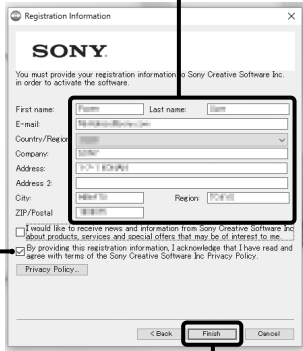 Registration Information
SONY
You must provide your registration information to Sony Creative Software Inc.
in order to activate the software.
First name: Last name:
E-mail:
Country/Region
Company:
Address:
Address 2:
City: Region:
ZIP/Postal
I would like to receive news and information from Sony Creative Software Inc
about products, services and special offers that may be of interest to me.
By providing this registration information, I acknowledge that I have read and
agree with terms of the Sony Creative Software Inc Privacy Policy.
Privacy Policy...
< Back Finish Cancel